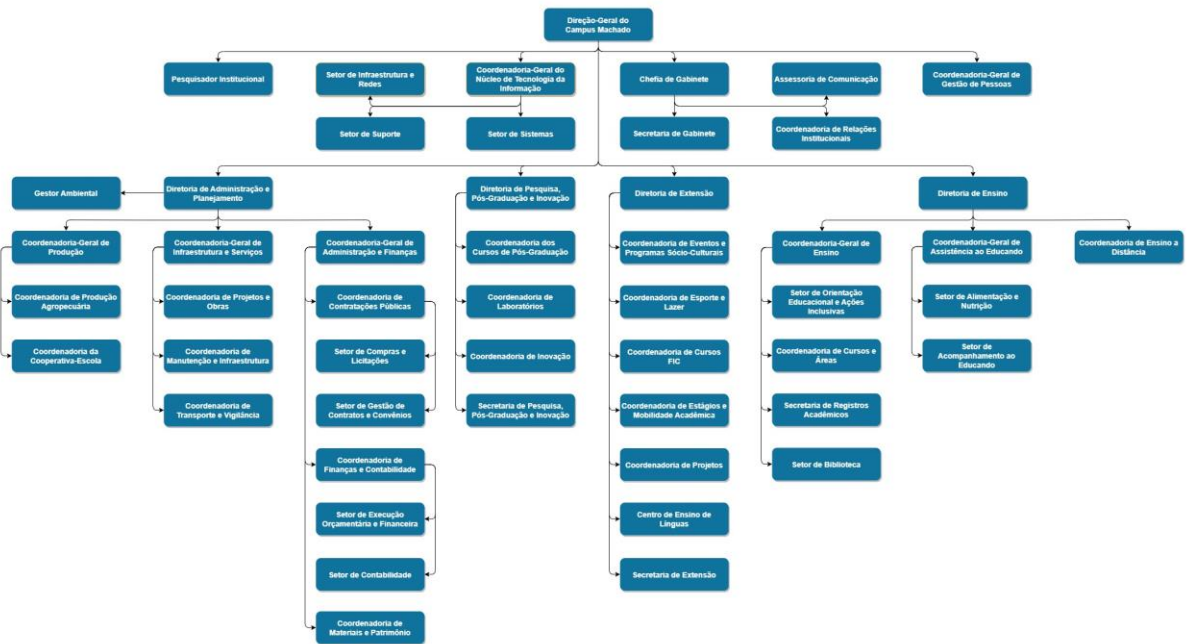 Direção-Geral do
Campus Machado
Pesquisador Institucional
Setor de Infraestrutura e
Redes
Coordenadoria-Geral do
Núcleo de Tecnologia da
Informação
Chefia de Gabinete
Assessoria de Comunicação
Coordenadoria-Geral de
Gestão de Pessoas
Setor de Suporte
Setor de Sistemas
Secretaria de Gabinete
Coordenadoria de Relações
Institucionais
Gestor Ambiental
Diretoria de Administração e
Planejamento
Diretoria de Pesquisa,
Pós-Graduação e Inovação
Diretoria de Extensão
Diretoria de Ensino
Coordenadoria-Geral de
Produção
Coordenadoria-Geral de
Infraestrutura e Serviços
Coordenadoria-Geral de
Administração e Finanças
Coordenadoria dos
Cursos de Pós-Graduação
Coordenadoria de Eventos e
Programas Sócio-Culturais
Coordenadoria-Geral de
Ensino
Coordenadoria-Geral de
Assistência ao Educando
Coordenadoria de Ensino a
Distância
Coordenadoria de Produção
Agropecuária
Coordenadoria de Projetos e
Obras
Coordenadoria de
Contratações Públicas
Coordenadoria de
Laboratórios
Coordenadoria de Esporte e
Lazer
Setor de Orientação
Educacional e Ações
Inclusivas
Setor de Alimentação e
Nutrição
Coordenadoria da
Cooperativa-Escola
Coordenadoria de
Manutenção e Infraestrutura
Setor de Compras e
Licitações
Coordenadoria de Inovação
Coordenadoria de Cursos
FIC
Coordenadoria de Cursos e
Áreas
Setor de
Acompanhamento ao
Educando
Coordenadoria de
Transporte e Vigilância
Setor de Gestão de
Contratos e Convênios
Secretaria de Pesquisa,
Pós-Graduação e Inovação
Coordenadoria de Estágios e
Mobilidade Acadêmica
Secretaria de Registros
Acadêmicos
Coordenadoria de
Finanças e Contabilidade
Coordenadoria de Projetos
Setor de Biblioteca
Setor de Execução
Orçamentária e Financeira
Centro de Ensino de
Línguas
Setor de Contabilidade
Secretaria de Extensão
Coordenadoria de
Materiais e Patrimônio